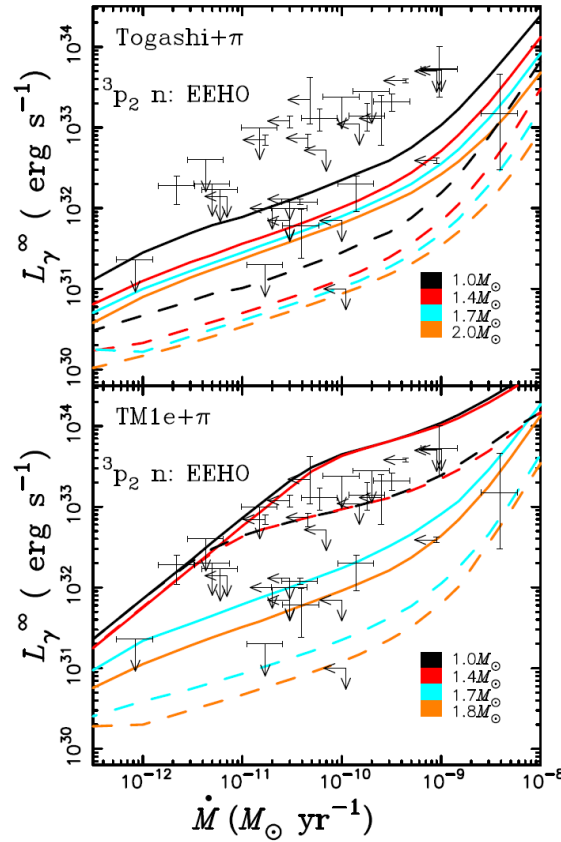 Togashi+π
³p₂ n: EEHO
L_γ^∞ ( erg s⁻¹)
10³⁴
10³³
10³²
10³¹
10³⁰
1.0M⊙
1.4M⊙
1.7M⊙
2.0M⊙
TM1e+π
³p₂ n: EEHO
L_γ^∞ ( erg s⁻¹)
10³⁴
10³³
10³²
10³¹
10³⁰
1.0M⊙
1.4M⊙
1.7M⊙
1.8M⊙
10⁻¹² 10⁻¹¹ 10⁻¹⁰ 10⁻⁹ 10⁻⁸
Ṁ (M⊙ yr⁻¹)